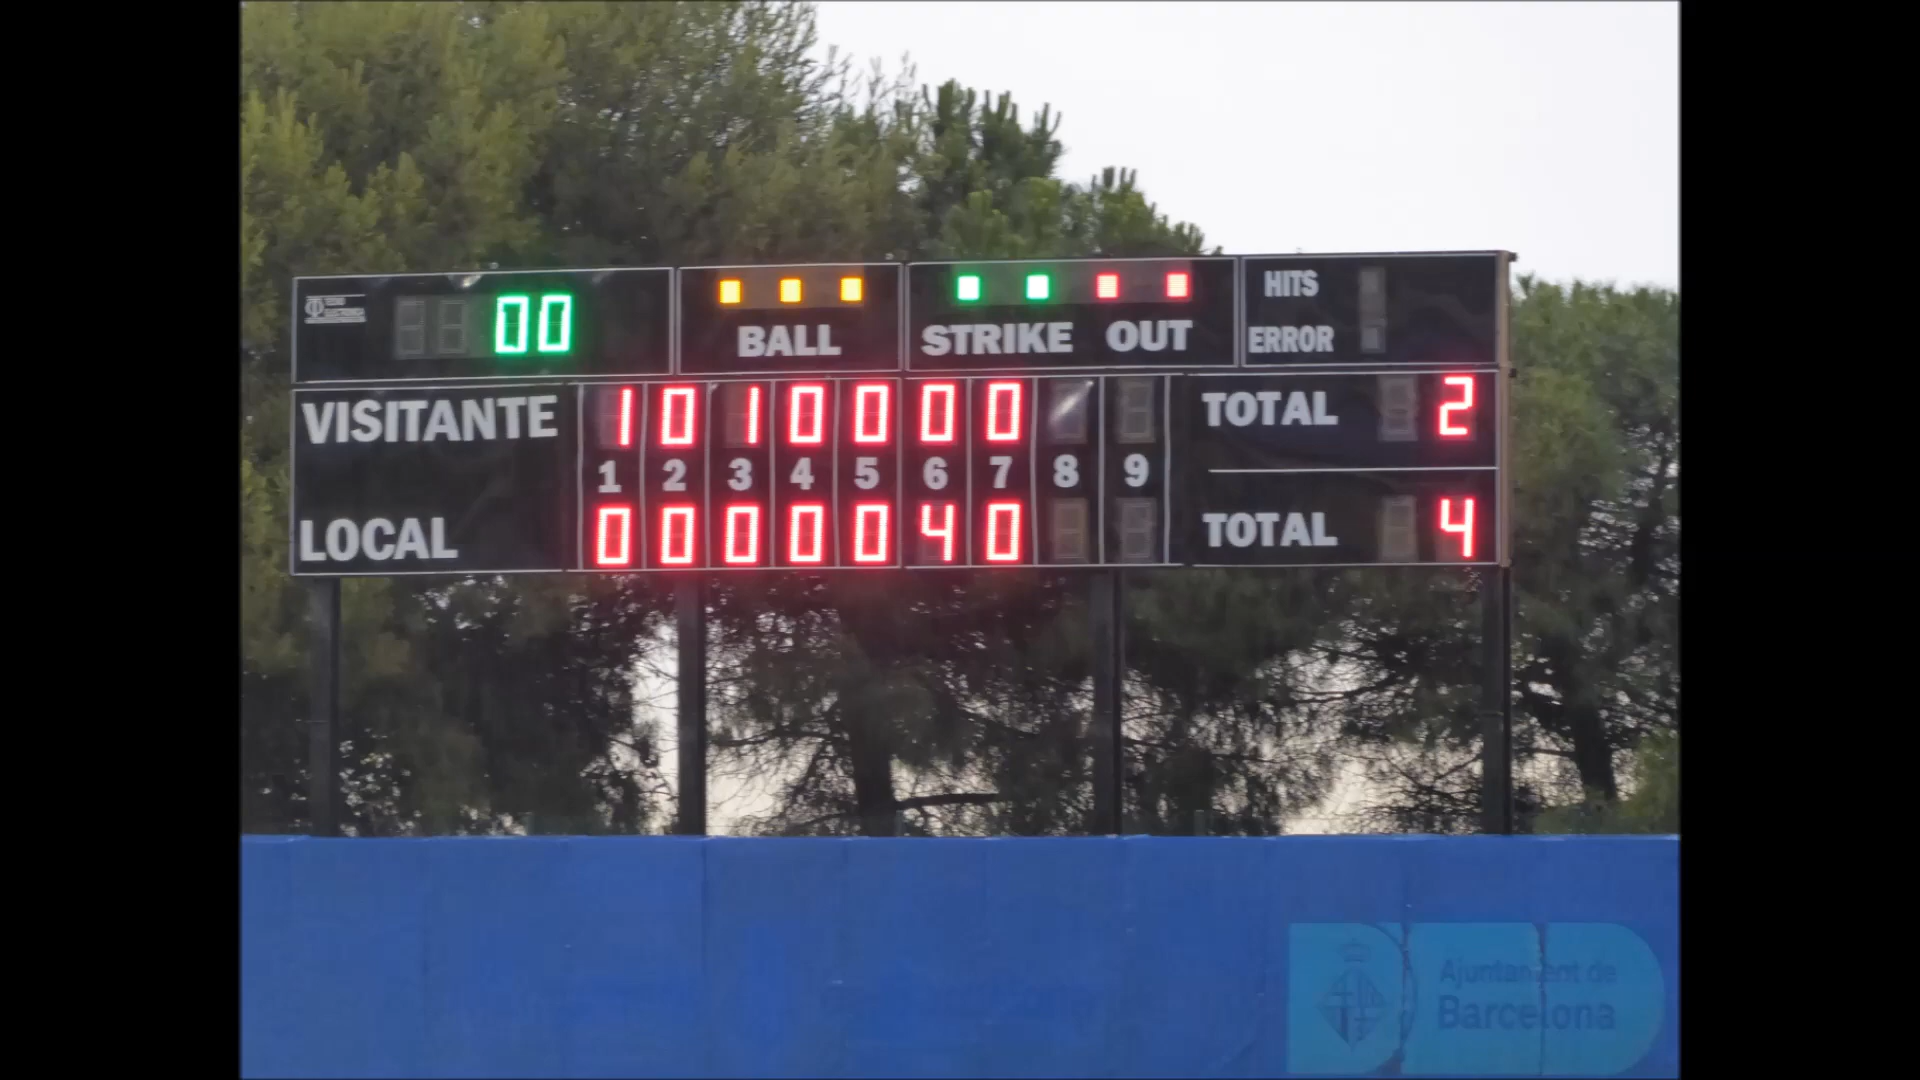 00
BALL
STRIKE OUT
HITS
ERROR
VISITANTE 1 0 1 0 0 0 0 TOTAL 2
1 2 3 4 5 6 7 8 9
LOCAL 0 0 0 0 0 4 0 TOTAL 4
Ajuntament de
Barcelona